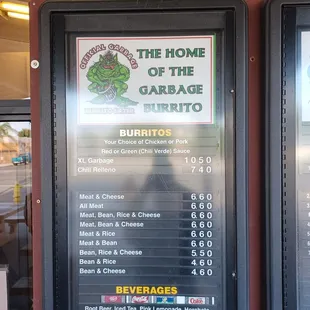 OFFICIAL GARBAGE
THE HOME
OF THE
GARBAGE
BURRITO
BURRITOS
Your Choice of Chicken or Pork
Red or Green (Chili Verde) Sauce
XL Garbage 10 50
Chili Relleno 7 40
Meat & Cheese 6.60
All Meat 6.60
Meat, Bean, Rice & Cheese 6.60
Meat, Bean & Cheese 6.60
Meat & Rice 6.60
Meat & Bean 6.60
Bean, Rice & Cheese 5.50
Bean & Rice 4.60
Bean & Cheese 4.60
BEVERAGES
Root Beer, Iced Tea, Pink Lemonade, Horchata